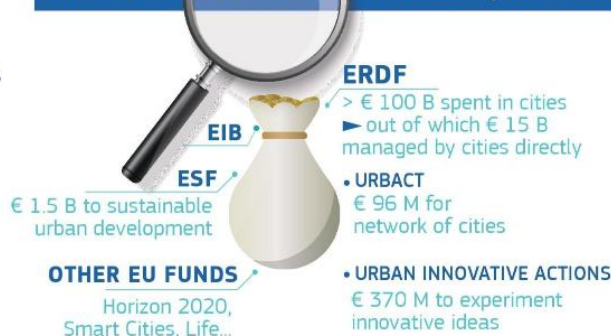 ERDF
> € 100 B spent in cities
► out of which € 15 B
managed by cities directly
EIB
ESF
€ 1.5 B to sustainable
urban development
• URBACT
€ 96 M for
network of cities
OTHER EU FUNDS
Horizon 2020,
Smart Cities, Life...
• URBAN INNOVATIVE ACTIONS
€ 370 M to experiment
innovative ideas